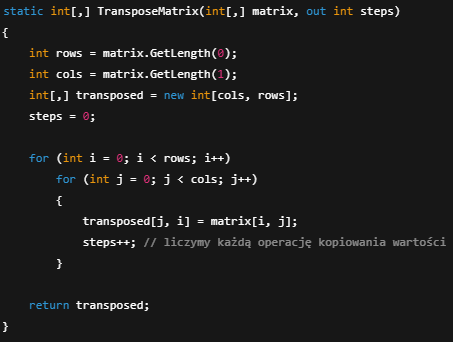 static int[,] TransposeMatrix(int[,] matrix, out int steps)
{
    int rows = matrix.GetLength(0);
    int cols = matrix.GetLength(1);
    int[,] transposed = new int[cols, rows];
    steps = 0;

    for (int i = 0; i < rows; i++)
        for (int j = 0; j < cols; j++)
        {
            transposed[j, i] = matrix[i, j];
            steps++; // liczymy każdą operację kopiowania wartości
        }

    return transposed;
}